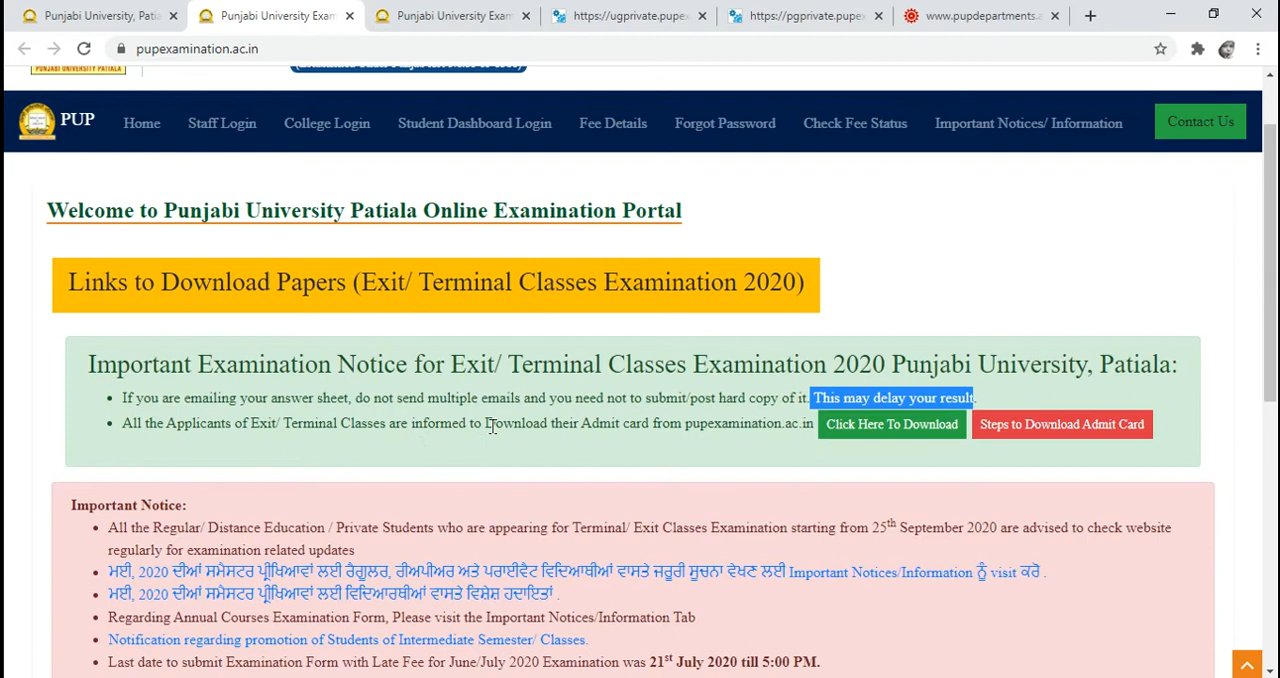 Punjabi University, Patia
Punjabi University Exam
Punjabi University Exam
https://ugprivate.pupex
https://pgprivate.pupex
www.pupdepartments.a
pupexamination.ac.in
PUNJABI UNIVERSITY PATIALA
PUP
Home
Staff Login
College Login
Student Dashboard Login
Fee Details
Forgot Password
Check Fee Status
Important Notices/ Information
Contact Us
Welcome to Punjabi University Patiala Online Examination Portal
Links to Download Papers (Exit/ Terminal Classes Examination 2020)
Important Examination Notice for Exit/ Terminal Classes Examination 2020 Punjabi University, Patiala:
If you are emailing your answer sheet, do not send multiple emails and you need not to submit/post hard copy of it. This may delay your result.
All the Applicants of Exit/ Terminal Classes are informed to Download their Admit card from pupexamination.ac.in Click Here To Download Steps to Download Admit Card
Important Notice:
All the Regular/ Distance Education / Private Students who are appearing for Terminal/ Exit Classes Examination starting from 25th September 2020 are advised to check website
regularly for examination related updates
ਮਈ, 2020 ਦੀਆਂ ਸਮੈਸਟਰ ਪ੍ਰੀਖਿਆਵਾਂ ਲਈ ਰੈਗੂਲਰ, ਰੀਅਪੀਅਰ ਅਤੇ ਪਰਾਈਵੈਟ ਵਿਦਿਆਥੀਆਂ ਵਾਸਤੇ ਜਰੂਰੀ ਸੂਚਨਾ ਵੇਖਣ ਲਈ Important Notices/Information ਨੂੰ visit ਕਰੋ .
ਮਈ, 2020 ਦੀਆਂ ਸਮੈਸਟਰ ਪ੍ਰੀਖਿਆਵਾਂ ਲਈ ਵਿਦਿਆਰਥੀਆਂ ਵਾਸਤੇ ਵਿਸ਼ੇਸ਼ ਹਦਾਇਤਾਂ .
Regarding Annual Courses Examination Form, Please visit the Important Notices/Information Tab
Notification regarding promotion of Students of Intermediate Semester/ Classes.
Last date to submit Examination Form with Late Fee for June/July 2020 Examination was 21st July 2020 till 5:00 PM.